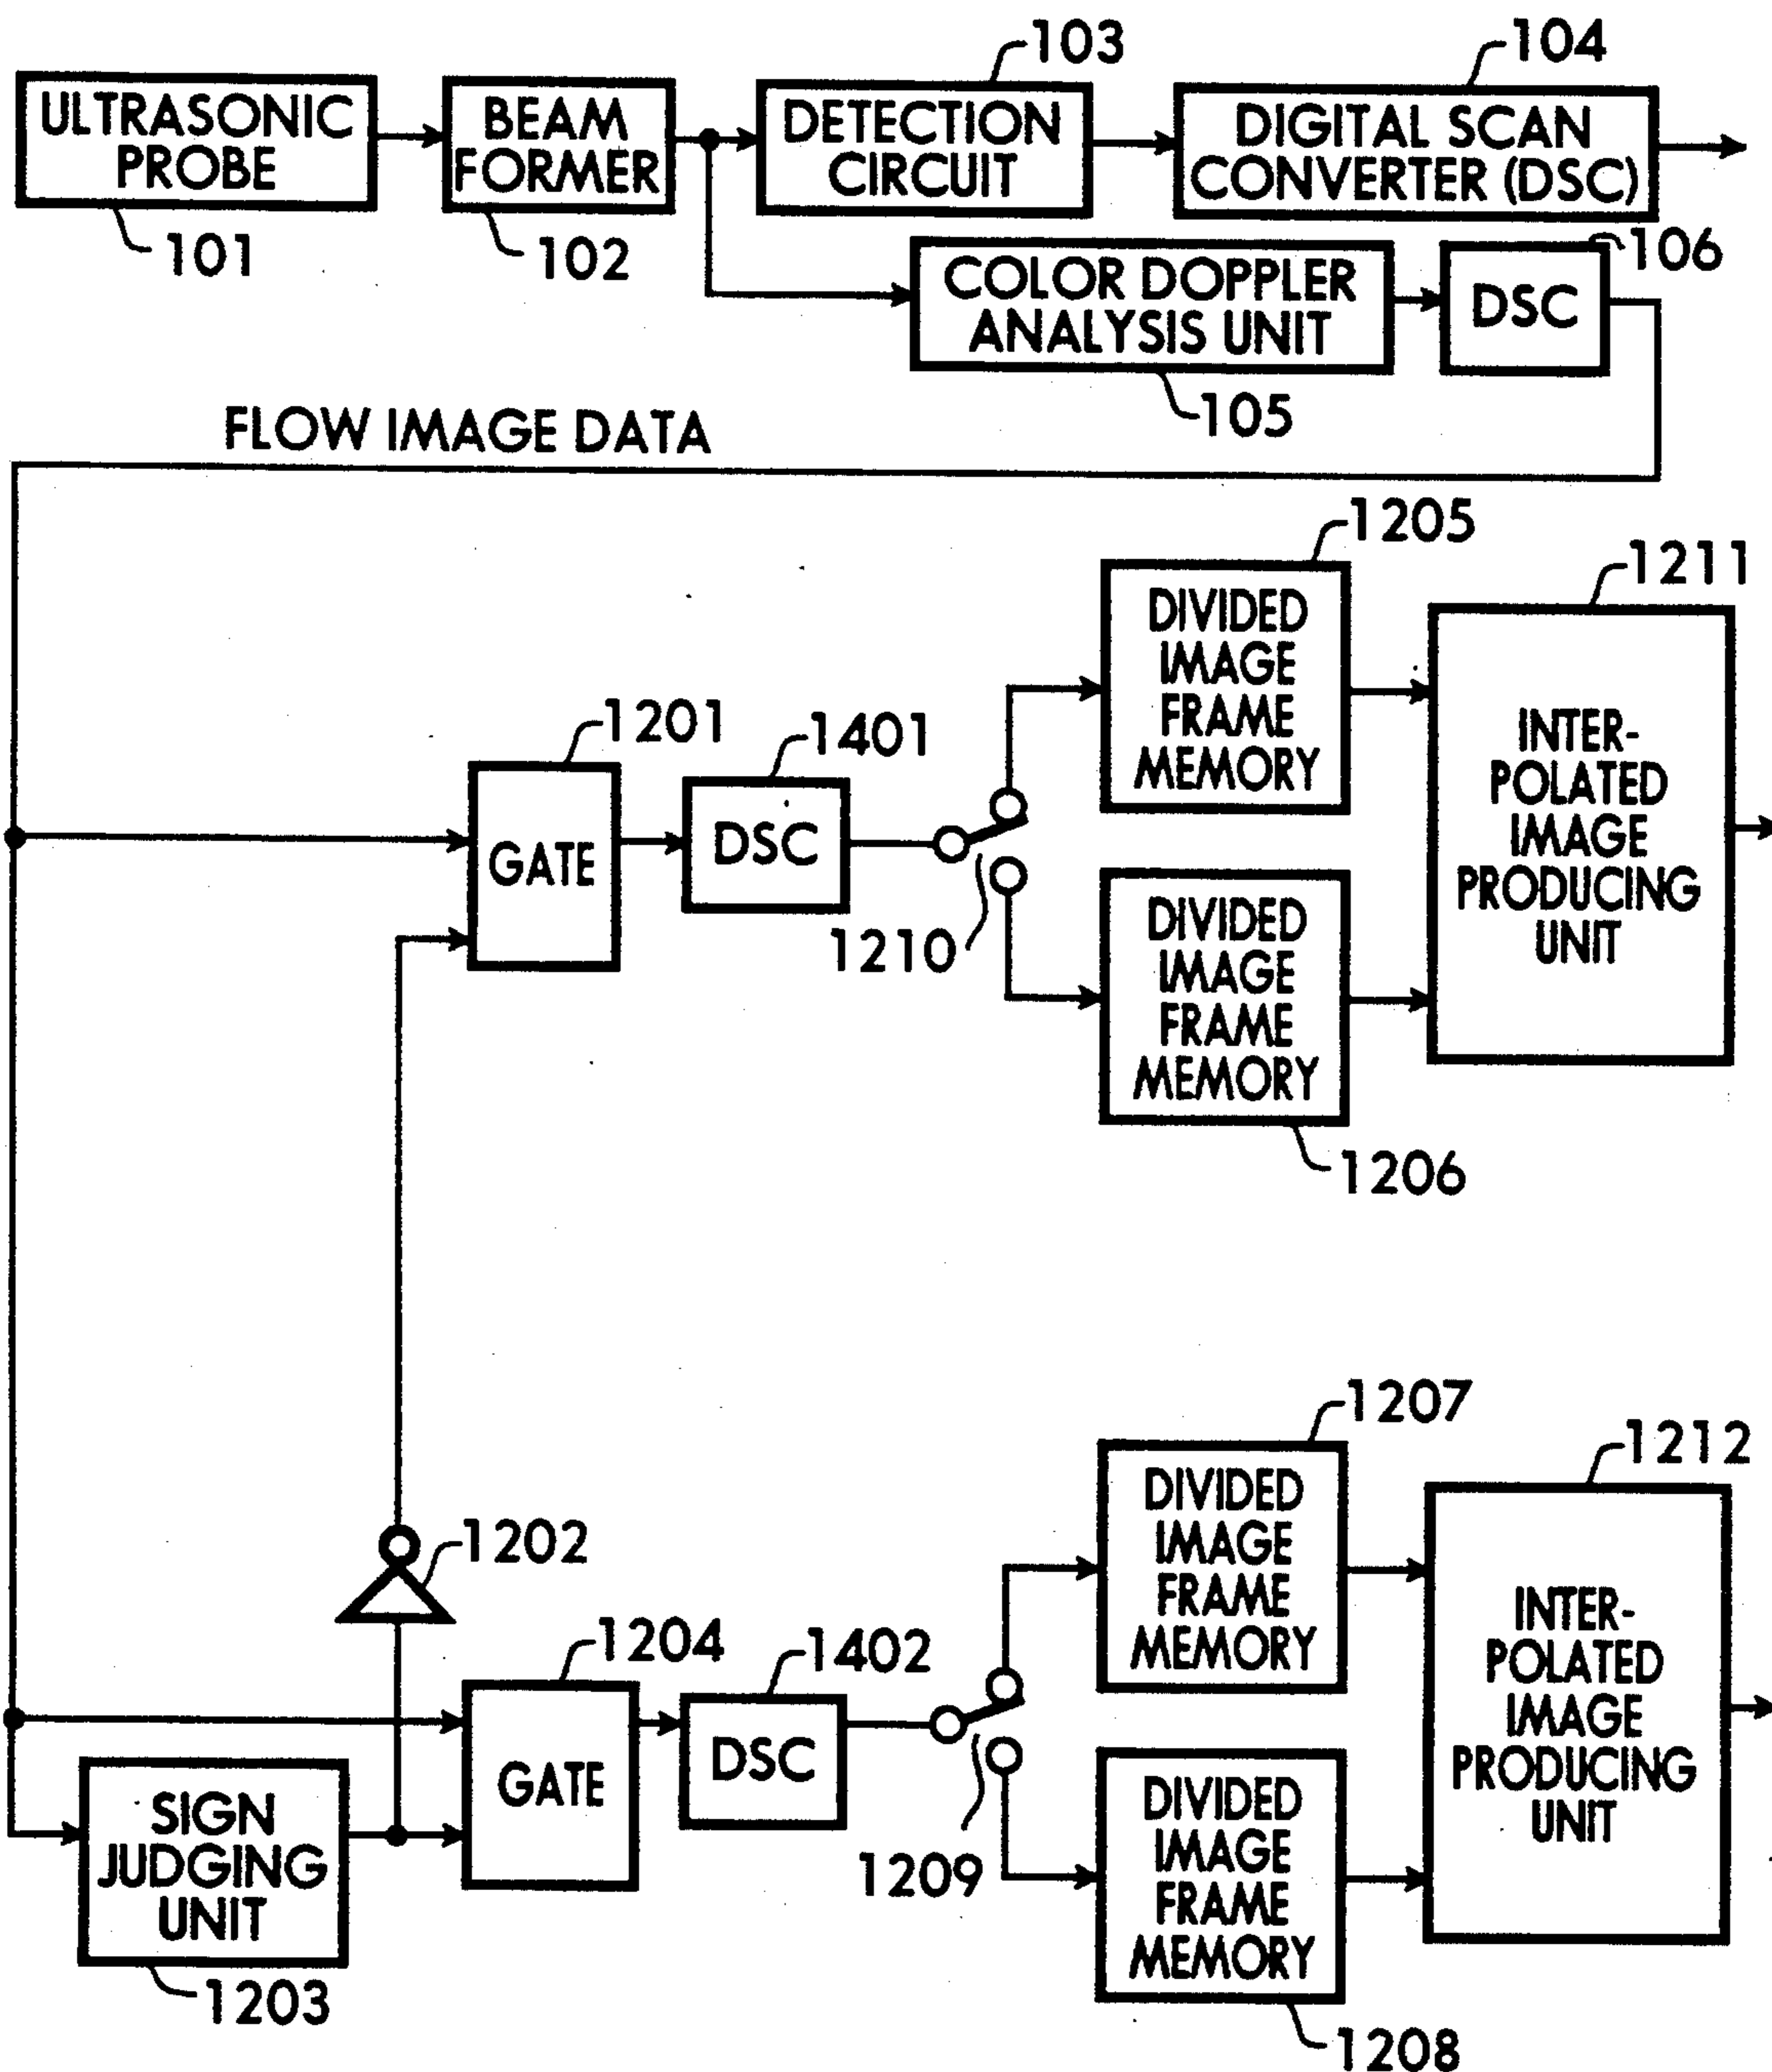 103
104
ULTRASONIC
PROBE
BEAM
FORMER
DETECTION
CIRCUIT
DIGITAL SCAN
CONVERTER (DSC)
101
102
106
COLOR DOPPLER
ANALYSIS UNIT
DSC
105
FLOW IMAGE DATA
1205
1211
DIVIDED
IMAGE
FRAME
MEMORY
1201
1401
INTER-
POLATED
IMAGE
PRODUCING
UNIT
GATE
DSC
1210
DIVIDED
IMAGE
FRAME
MEMORY
1206
1207
1212
DIVIDED
IMAGE
FRAME
MEMORY
1202
1204
1402
INTER-
POLATED
IMAGE
PRODUCING
UNIT
GATE
DSC
SIGN
JUDGING
UNIT
1209
DIVIDED
IMAGE
FRAME
MEMORY
1203
1208